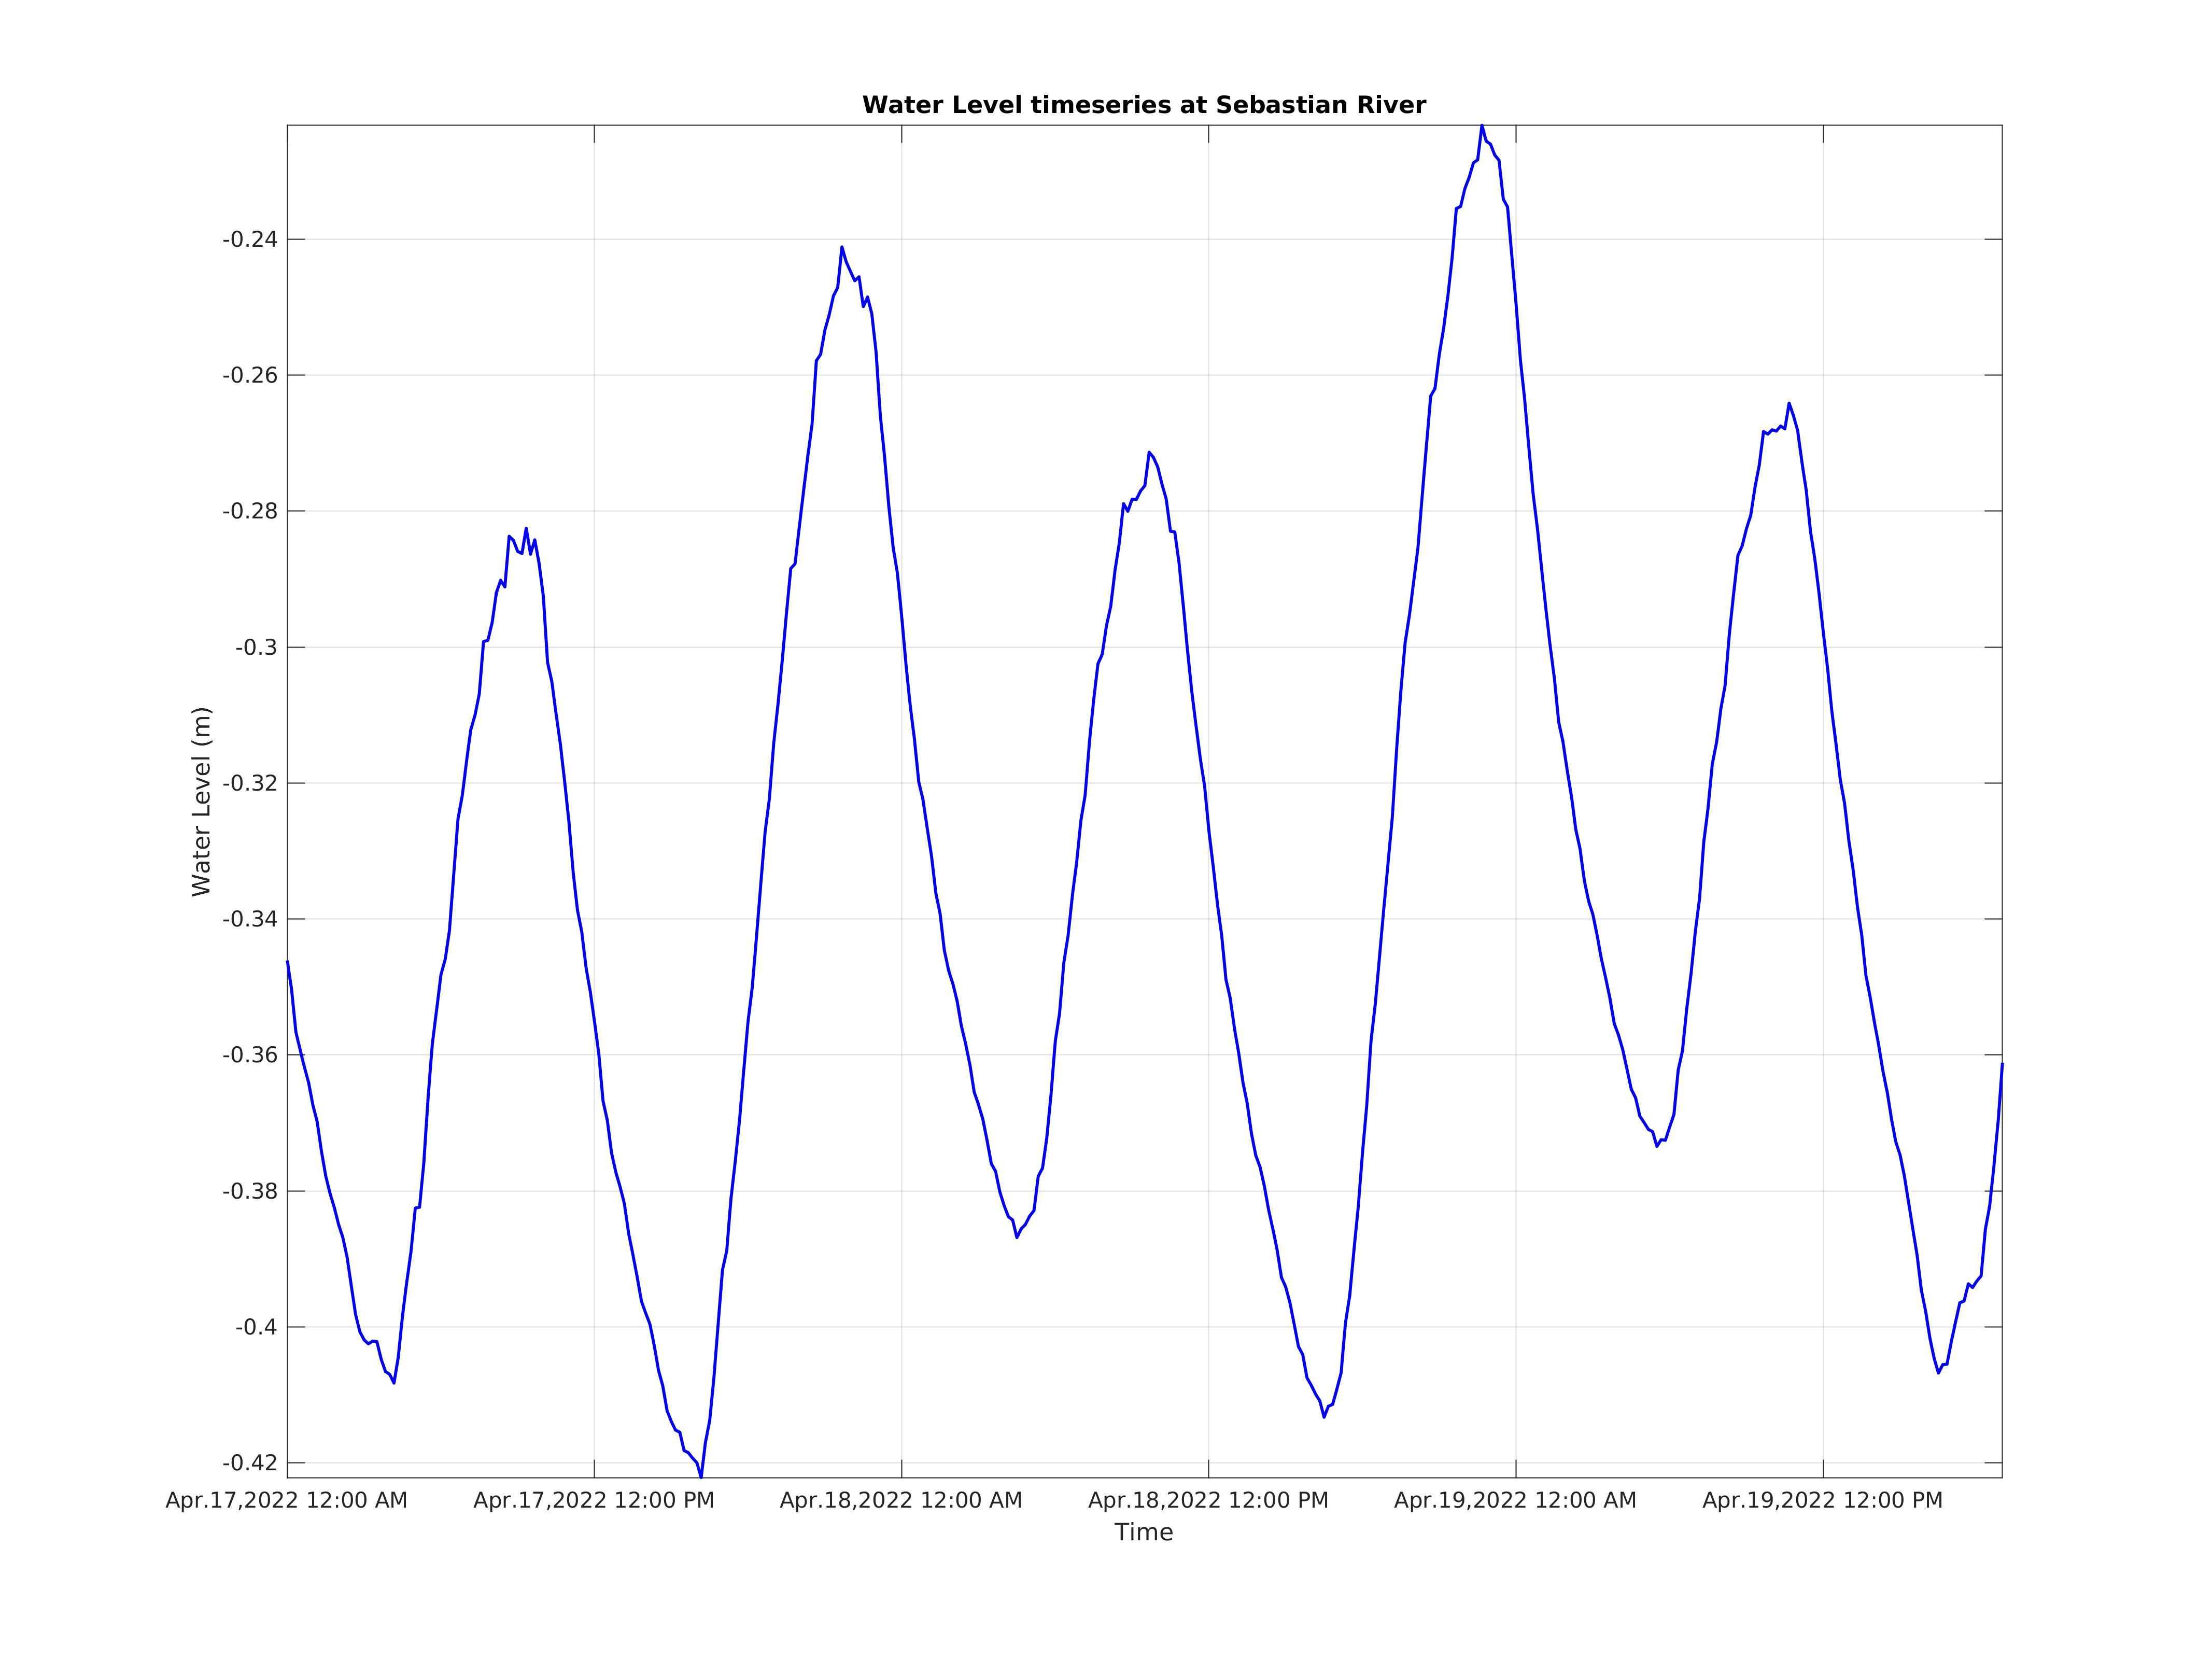 Water Level timeseries at Sebastian River
-0.24
-0.26
-0.28
-0.3
-0.32
-0.34
-0.36
-0.38
-0.4
-0.42
Water Level (m)
Apr.17,2022 12:00 AM Apr.17,2022 12:00 PM Apr.18,2022 12:00 AM Apr.18,2022 12:00 PM Apr.19,2022 12:00 AM Apr.19,2022 12:00 PM
Time